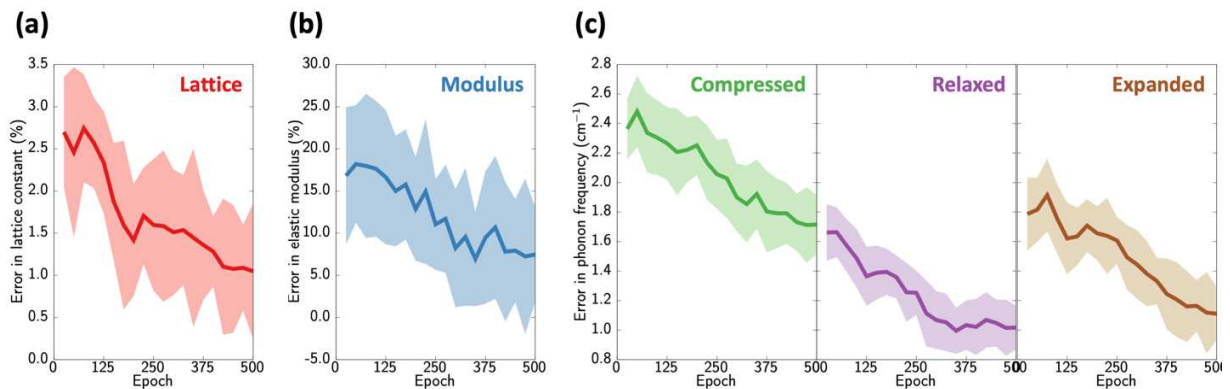 (a)
Lattice
Error in lattice constant (%)
3.5
3.0
2.5
2.0
1.5
1.0
0.5
0.0
0 125 250 375 500
Epoch
(b)
Modulus
Error in elastic modulus (%)
30.0
25.0
20.0
15.0
10.0
5.0
0.0
-5.0
0 125 250 375 500
Epoch
(c)
Compressed Relaxed Expanded
Error in phonon frequency (cm⁻¹)
2.8
2.6
2.4
2.2
2.0
1.8
1.6
1.4
1.2
1.0
0.8
0 125 250 375 500
Epoch
125 250 375 500
Epoch
0 125 250 375 500
Epoch